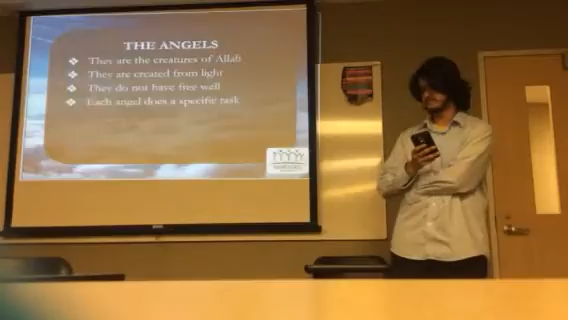 THE ANGELS
❖ They are the creatures of Allah
❖ They are created from light
❖ They do not have free well
❖ Each angel does a specific task